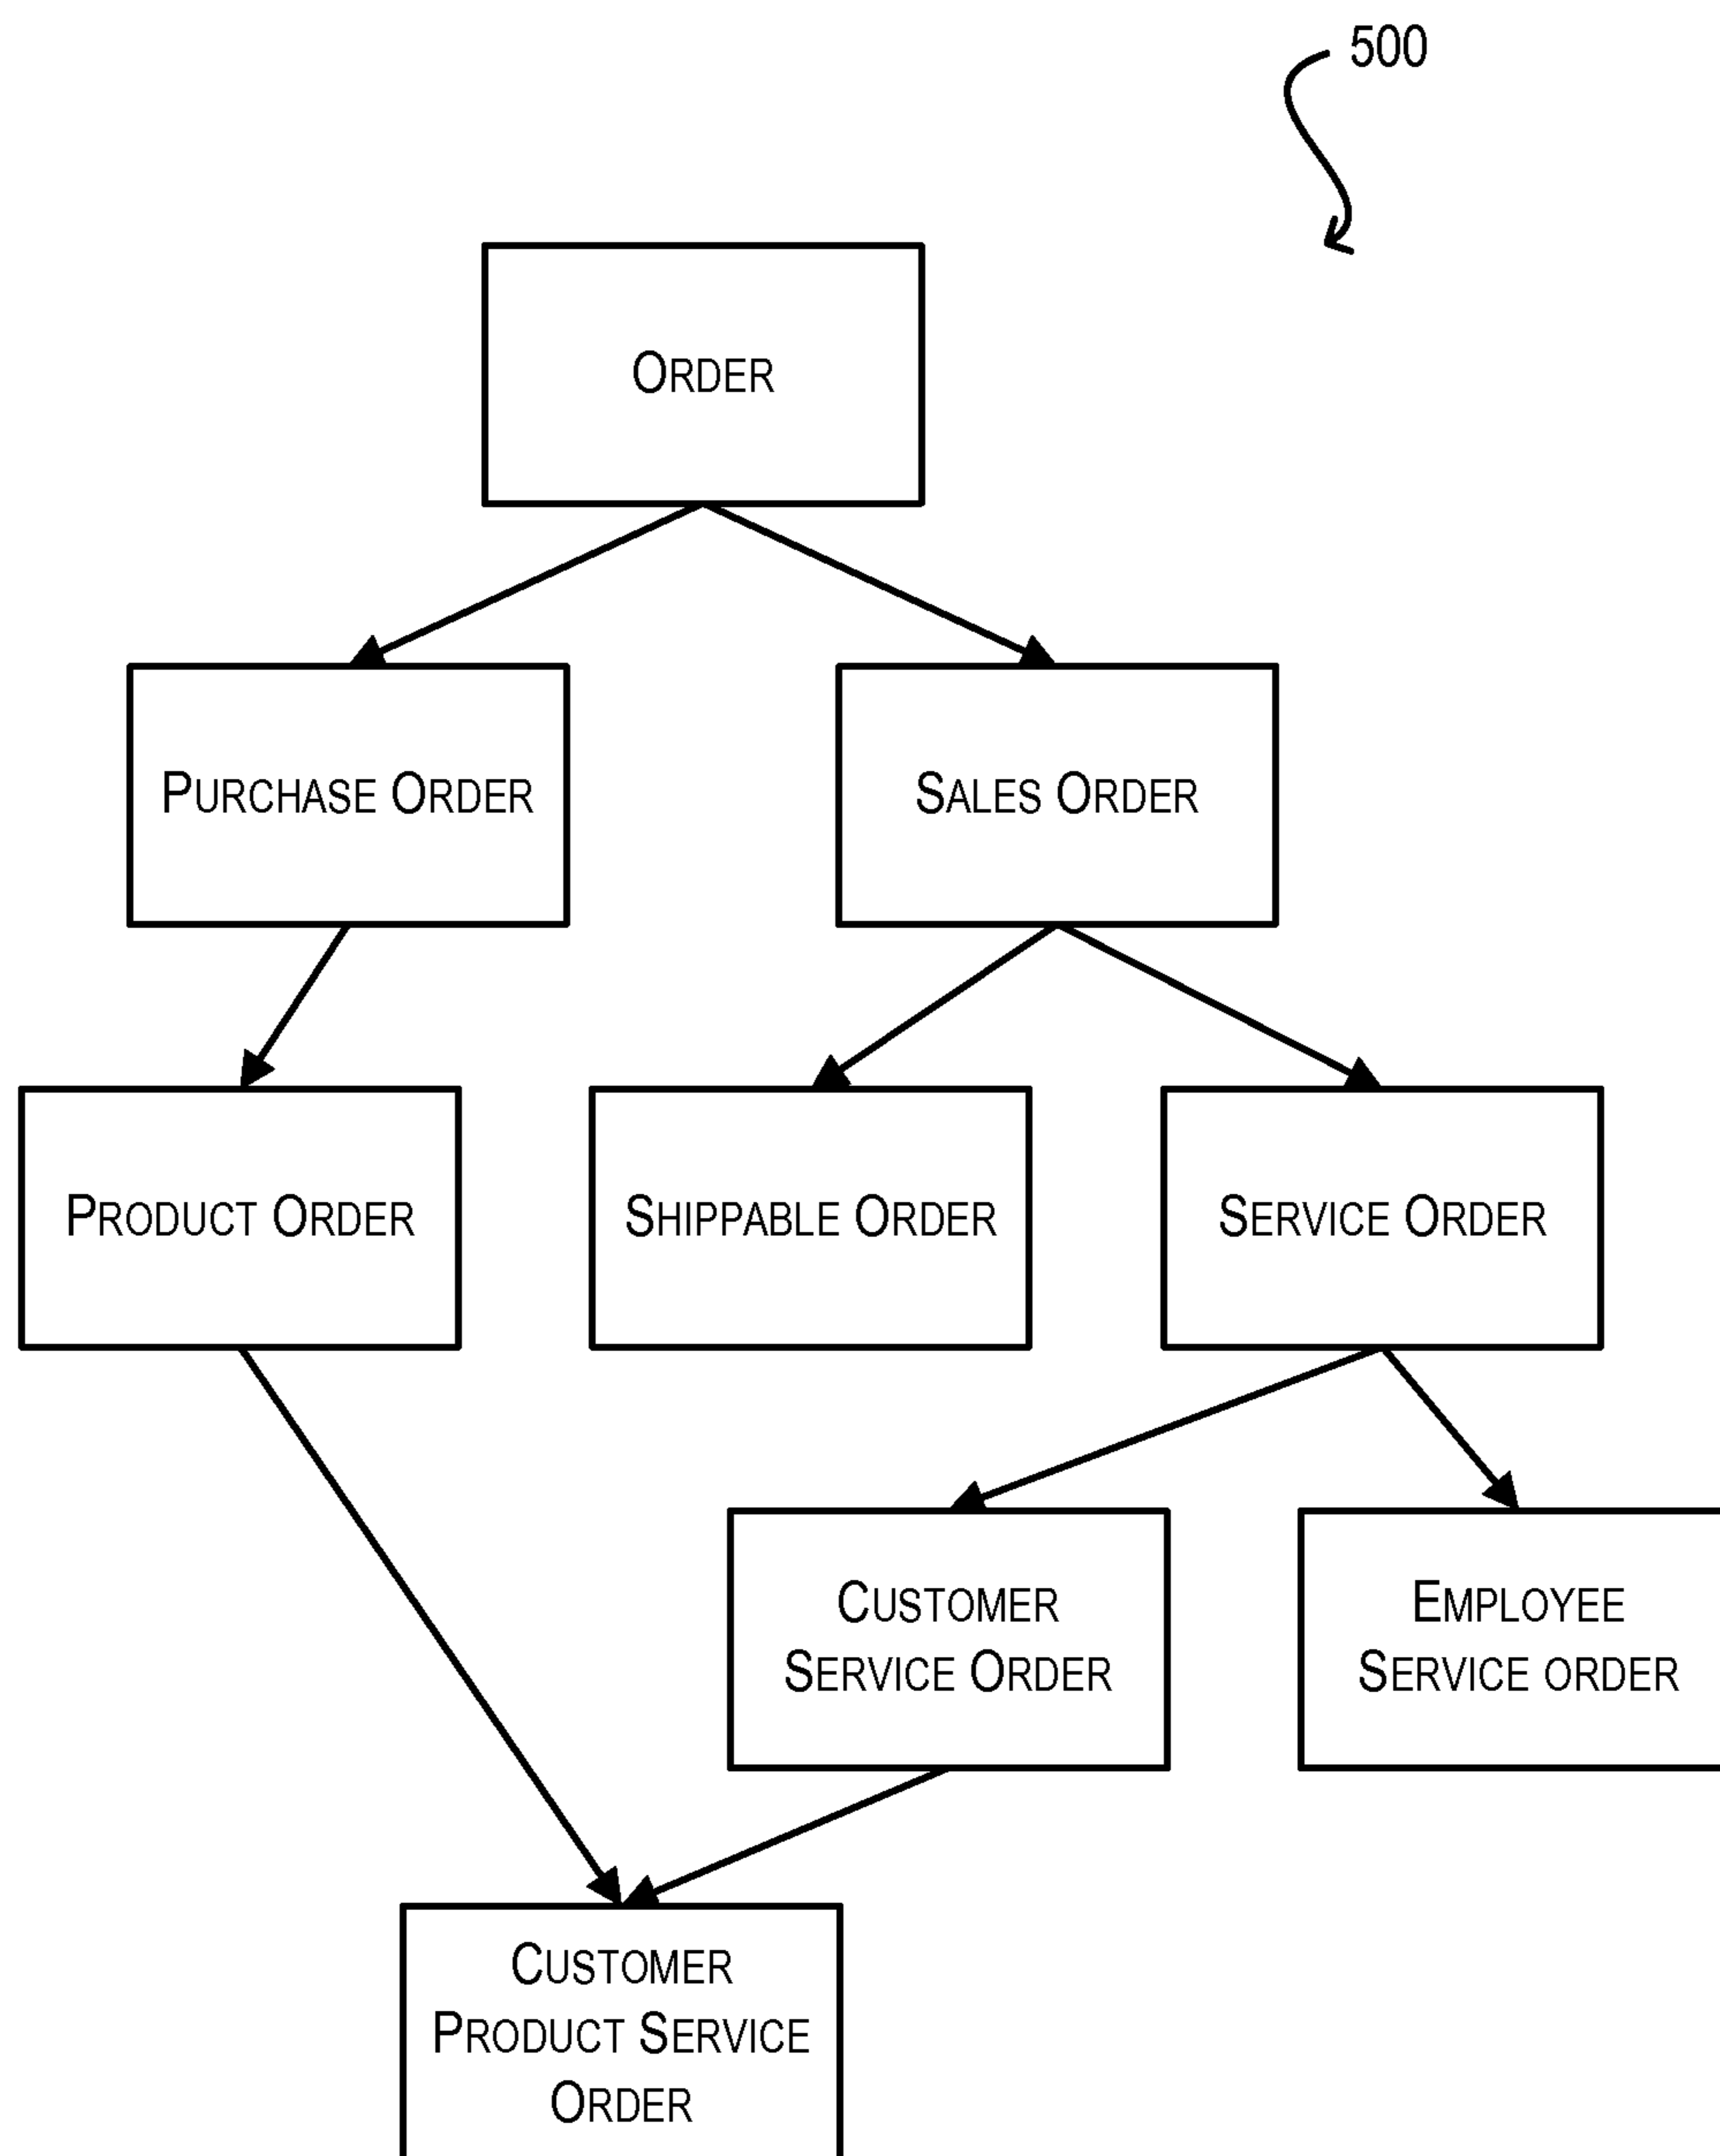 500
ORDER
PURCHASE ORDER
SALES ORDER
PRODUCT ORDER
SHIPPABLE ORDER
SERVICE ORDER
CUSTOMER
SERVICE ORDER
EMPLOYEE
SERVICE ORDER
CUSTOMER
PRODUCT SERVICE
ORDER